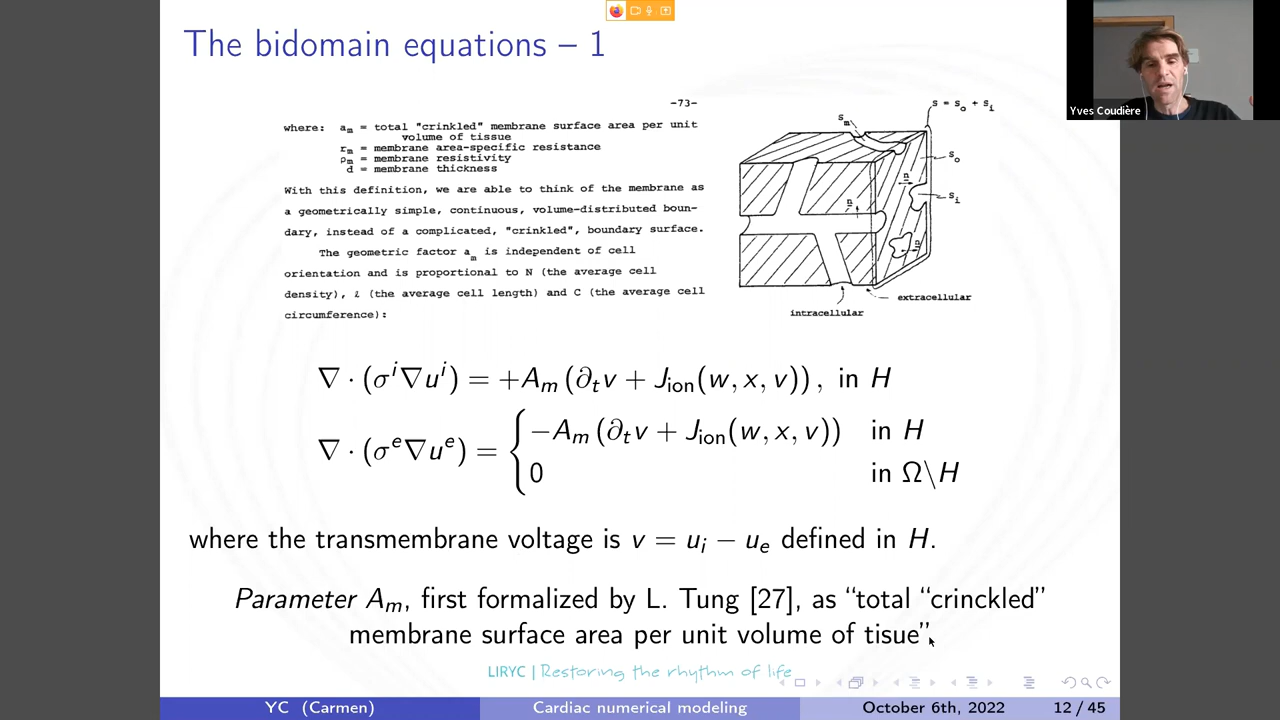 The bidomain equations – 1
Yves Coudière
-73-
where: a_m = total "crinkled" membrane surface area per unit
volume of tissue
r_m = membrane area-specific resistance
ρ_m = membrane resistivity
d = membrane thickness
With this definition, we are able to think of the membrane as
a geometrically simple, continuous, volume-distributed boun-
dary, instead of a complicated, "crinkled", boundary surface.
The geometric factor a_m is independent of cell
orientation and is proportional to N (the average cell
density), ℓ (the average cell length) and C (the average cell
circumference):
S = S_o + S_i
S_m
S_o
n
S_i
n
n
extracellular
intracellular
∇ · (σ^i ∇u^i) = +A_m (∂_t v + J_ion(w, x, v)), in H
∇ · (σ^e ∇u^e) = { −A_m (∂_t v + J_ion(w, x, v)) in H
0 in Ω\H
where the transmembrane voltage is v = u_i − u_e defined in H.
Parameter A_m, first formalized by L. Tung [27], as “total “crinckled”
membrane surface area per unit volume of tisue”.
LIRYC | Restoring the rhythm of life
YC (Carmen) Cardiac numerical modeling October 6th, 2022 12 / 45